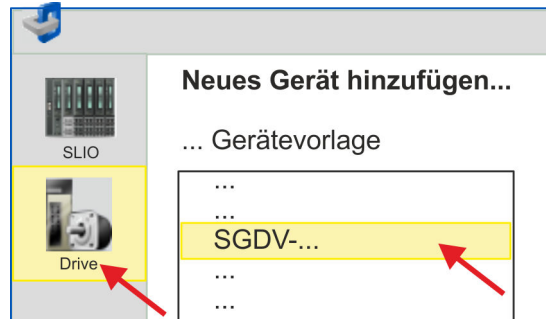 Neues Gerät hinzufügen...
SLIO
... Gerätevorlage
...
...
SGDV-...
Drive
...
...